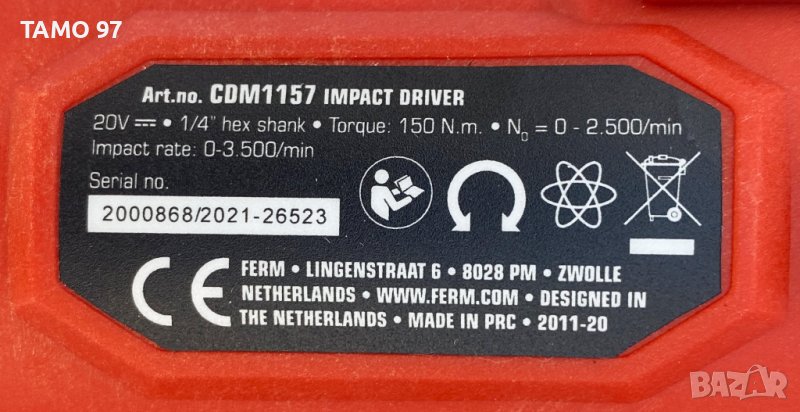 TAMO 97
Art.no. CDM1157 IMPACT DRIVER
20V ⎓ • 1/4" hex shank • Torque: 150 N.m. • N₀ = 0 - 2.500/min
Impact rate: 0-3.500/min
Serial no.
2000868/2021-26523
CE FERM • LINGENSTRAAT 6 • 8028 PM • ZWOLLE
NETHERLANDS • WWW.FERM.COM • DESIGNED IN
THE NETHERLANDS • MADE IN PRC • 2011-20
BAZAR